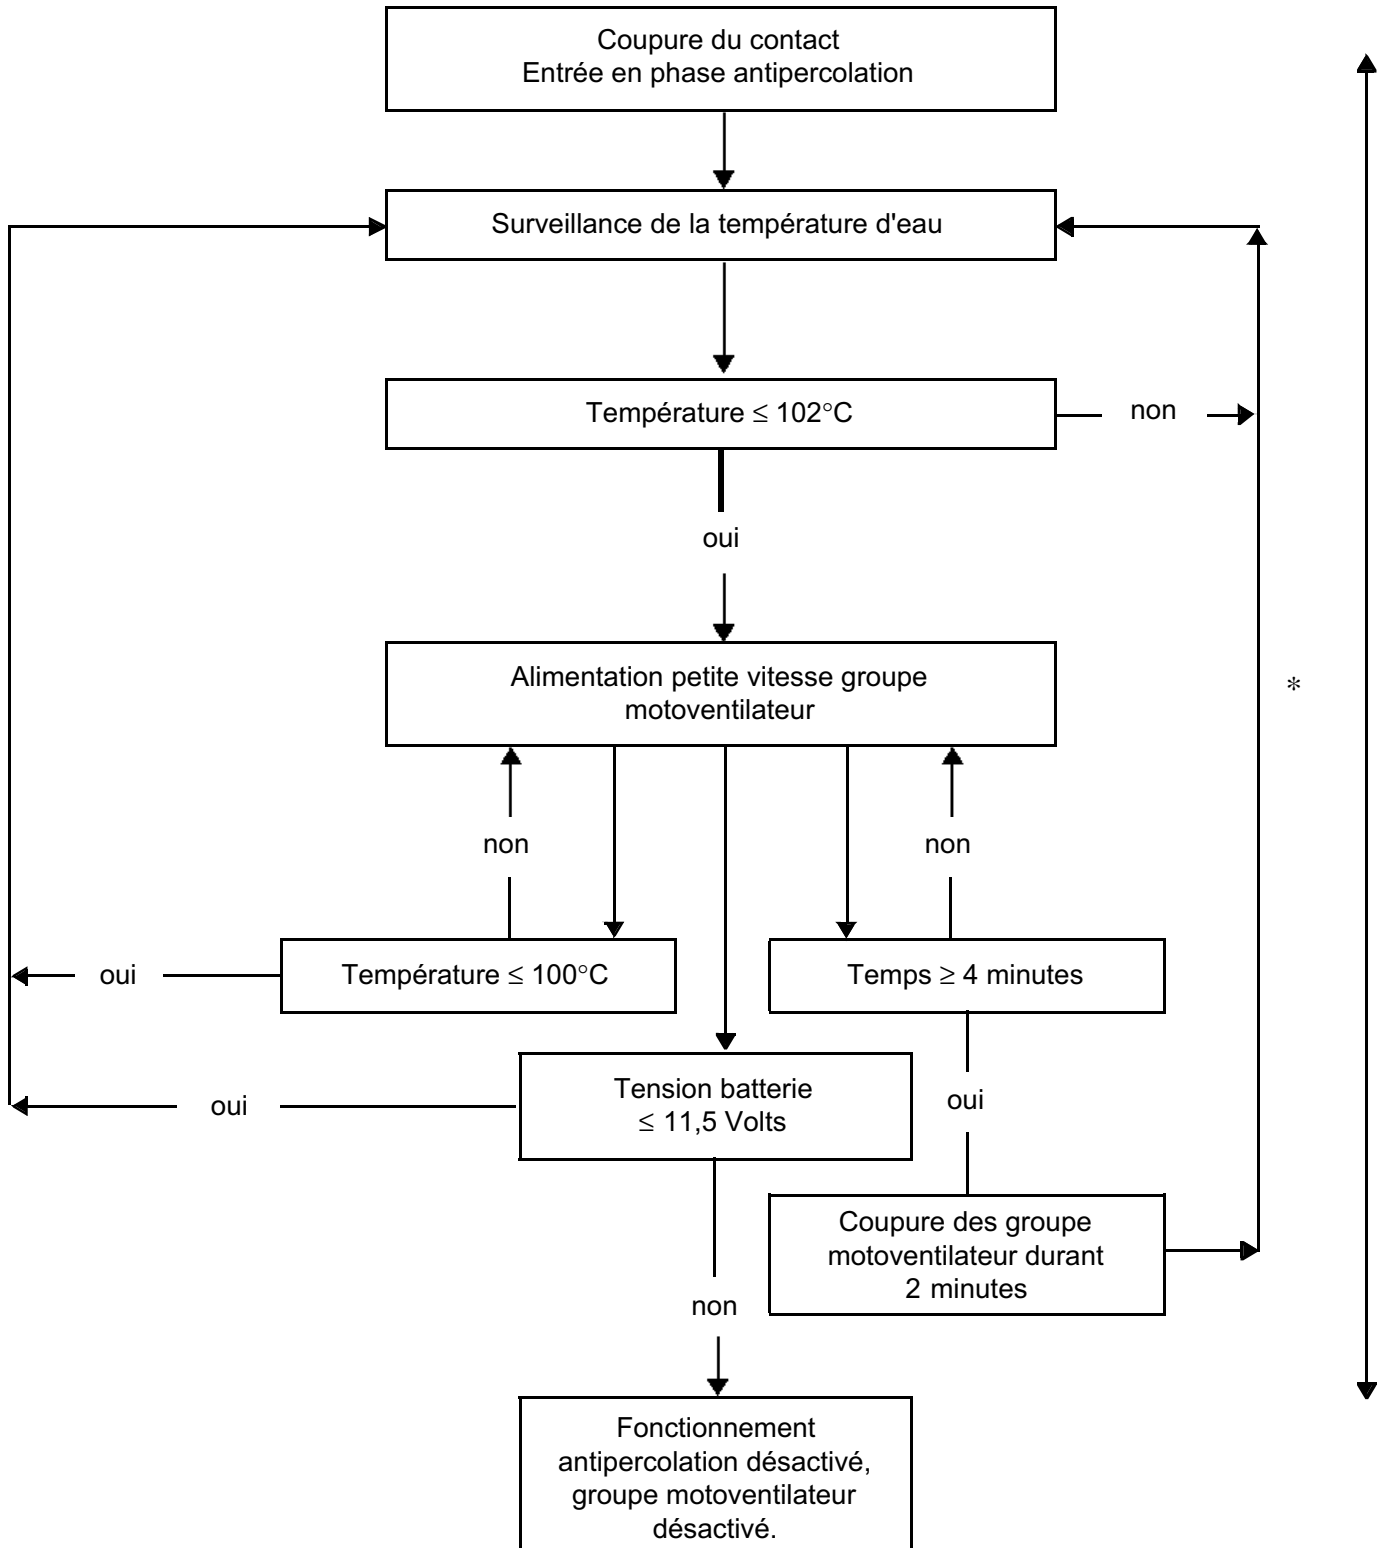 Coupure du contact
Entrée en phase antipercolation
Surveillance de la température d'eau
Température ≤ 102°C
non
oui
Alimentation petite vitesse groupe
motoventilateur
*
non
non
oui
Température ≤ 100°C
Temps ≥ 4 minutes
oui
Tension batterie
≤ 11,5 Volts
oui
Coupure des groupe
motoventilateur durant
2 minutes
non
Fonctionnement
antipercolation désactivé,
groupe motoventilateur
désactivé.